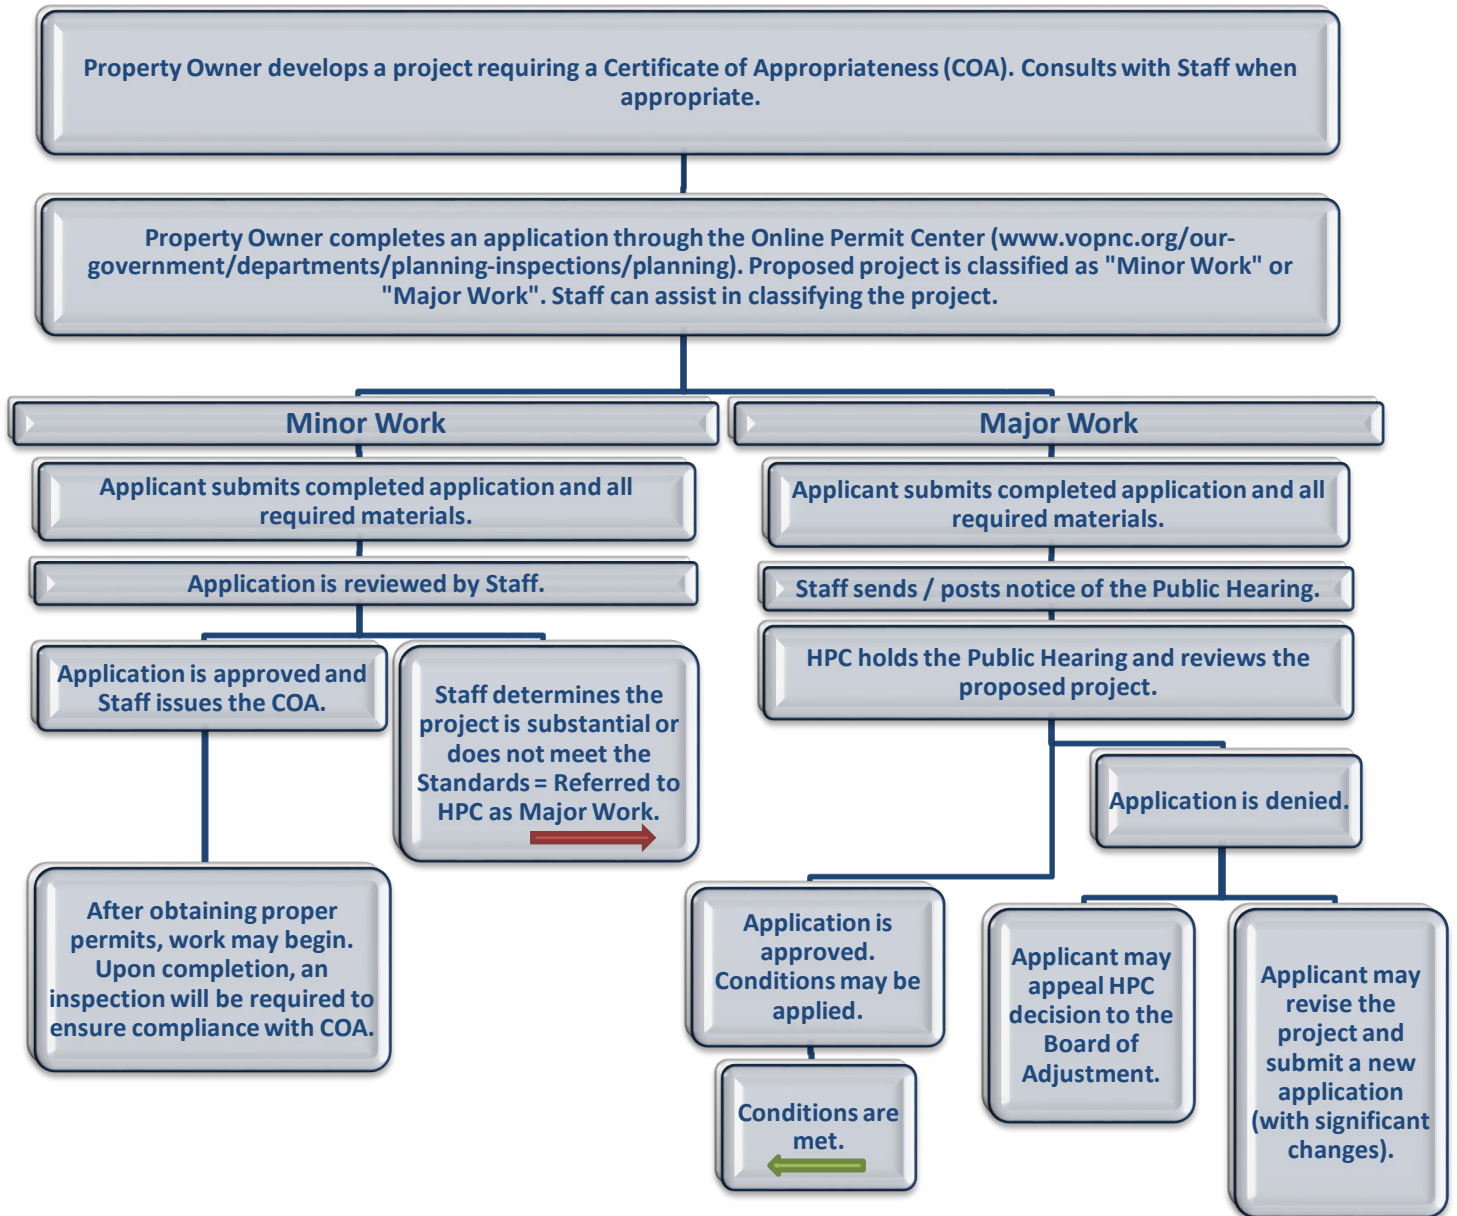 Property Owner develops a project requiring a Certificate of Appropriateness (COA). Consults with Staff when
appropriate.
Property Owner completes an application through the Online Permit Center (www.vopnc.org/our-
government/departments/planning-inspections/planning). Proposed project is classified as "Minor Work" or
"Major Work". Staff can assist in classifying the project.
Minor Work
Applicant submits completed application and all
required materials.
Application is reviewed by Staff.
Application is approved and
Staff issues the COA.
After obtaining proper
permits, work may begin.
Upon completion, an
inspection will be required to
ensure compliance with COA.
Staff determines the
project is substantial or
does not meet the
Standards = Referred to
HPC as Major Work.
Major Work
Applicant submits completed application and all
required materials.
Staff sends / posts notice of the Public Hearing.
HPC holds the Public Hearing and reviews the
proposed project.
Application is
approved.
Conditions may be
applied.
Conditions are
met.
Application is denied.
Applicant may
appeal HPC
decision to the
Board of
Adjustment.
Applicant may
revise the
project and
submit a new
application
(with significant
changes).